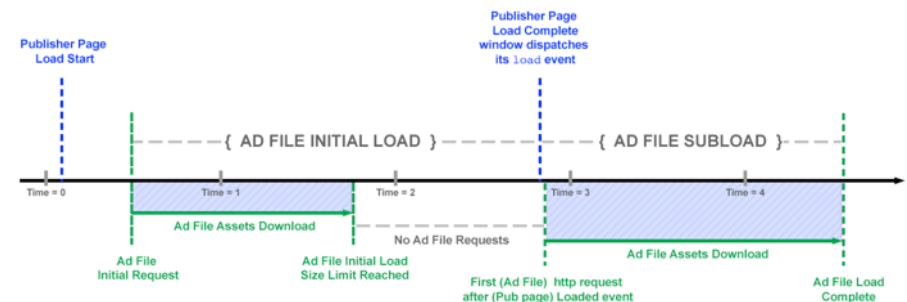 Publisher Page
Load Start
Publisher Page
Load Complete
window dispatches
its load event
{ AD FILE INITIAL LOAD }
{ AD FILE SUBLOAD }
Time = 0
Time = 1
Time = 2
Time = 3
Time = 4
Ad File Assets Download
No Ad File Requests
Ad File Assets Download
Ad File
Initial Request
Ad File Initial Load
Size Limit Reached
First (Ad File) http request
after (Pub page) Loaded event
Ad File Load
Complete